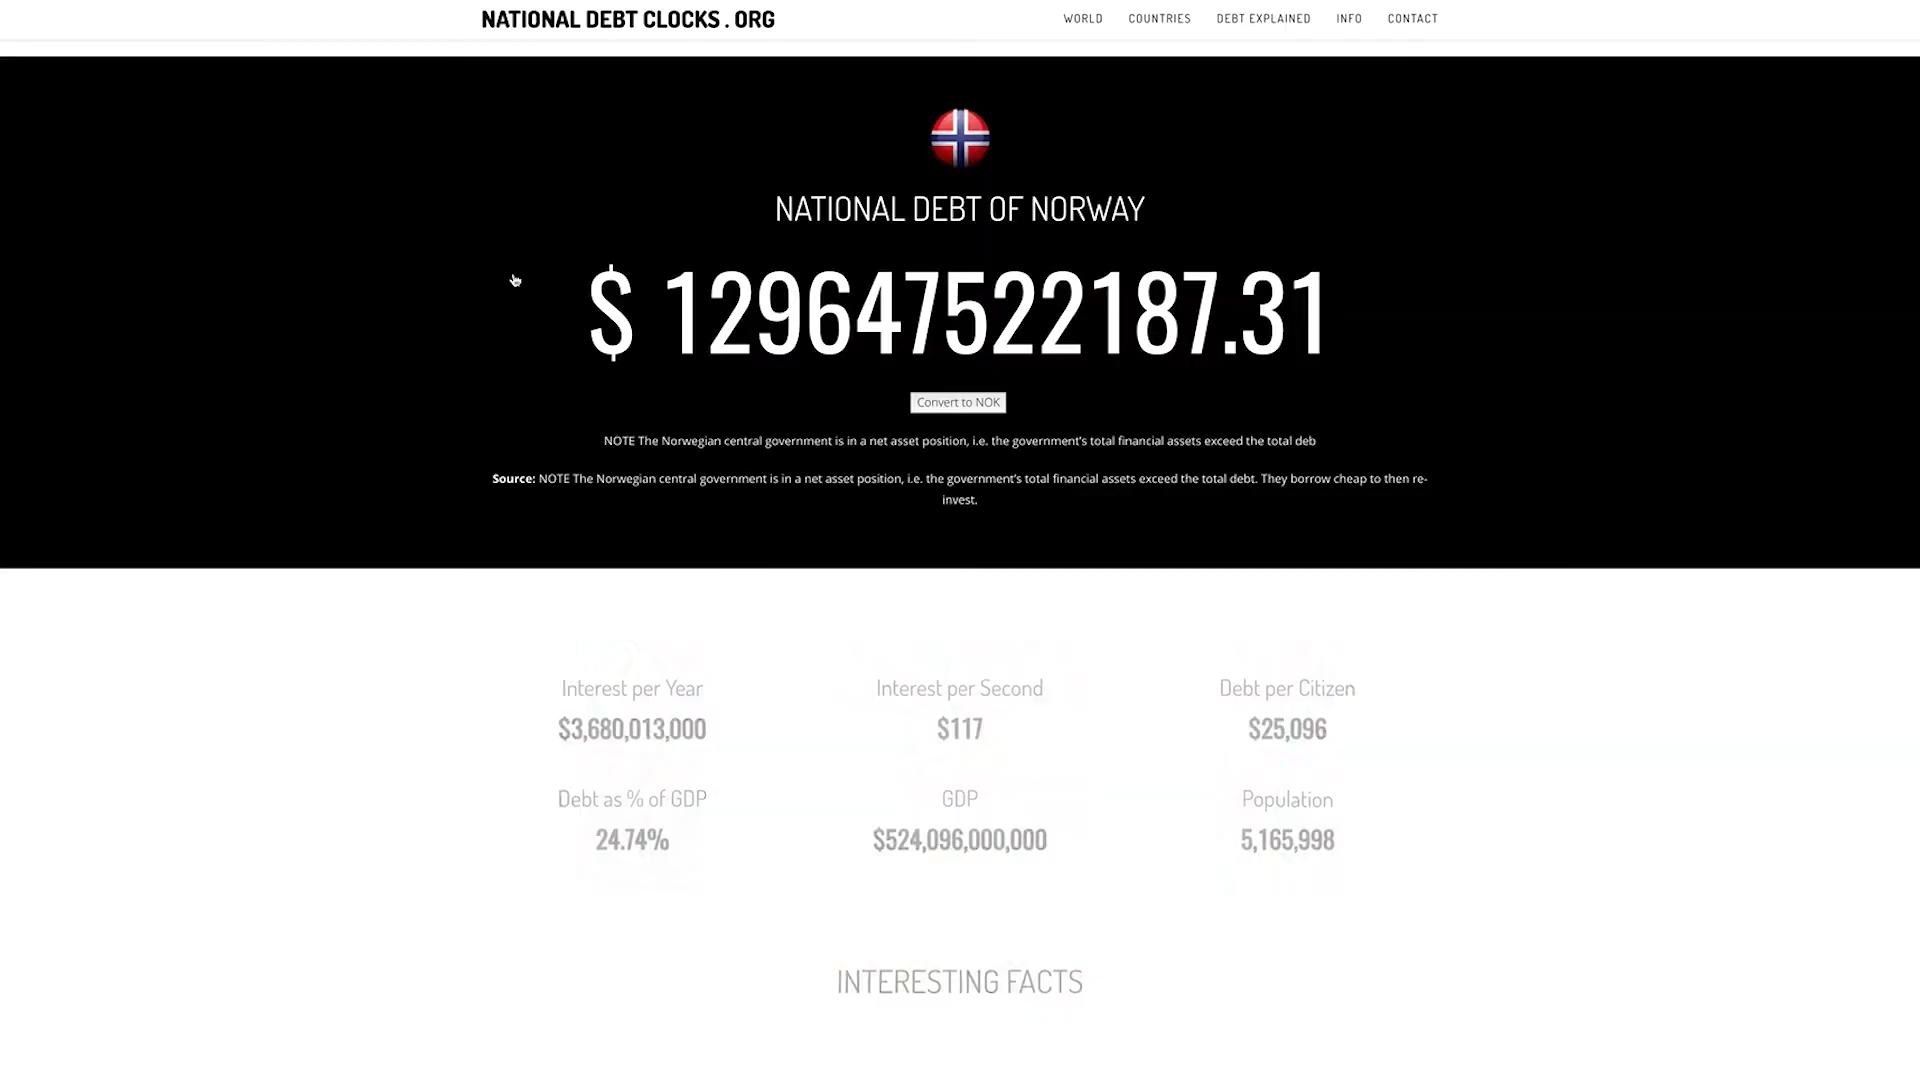 NATIONAL DEBT CLOCKS . ORG
WORLD COUNTRIES DEBT EXPLAINED INFO CONTACT
NATIONAL DEBT OF NORWAY
$ 129647522187.31
Convert to NOK
NOTE The Norwegian central government is in a net asset position, i.e. the government's total financial assets exceed the total deb
Source: NOTE The Norwegian central government is in a net asset position, i.e. the government's total financial assets exceed the total debt. They borrow cheap to then re-
invest.
Interest per Year Interest per Second Debt per Citizen
$3,680,013,000 $117 $25,096
Debt as % of GDP GDP Population
24.74% $524,096,000,000 5,165,998
INTERESTING FACTS